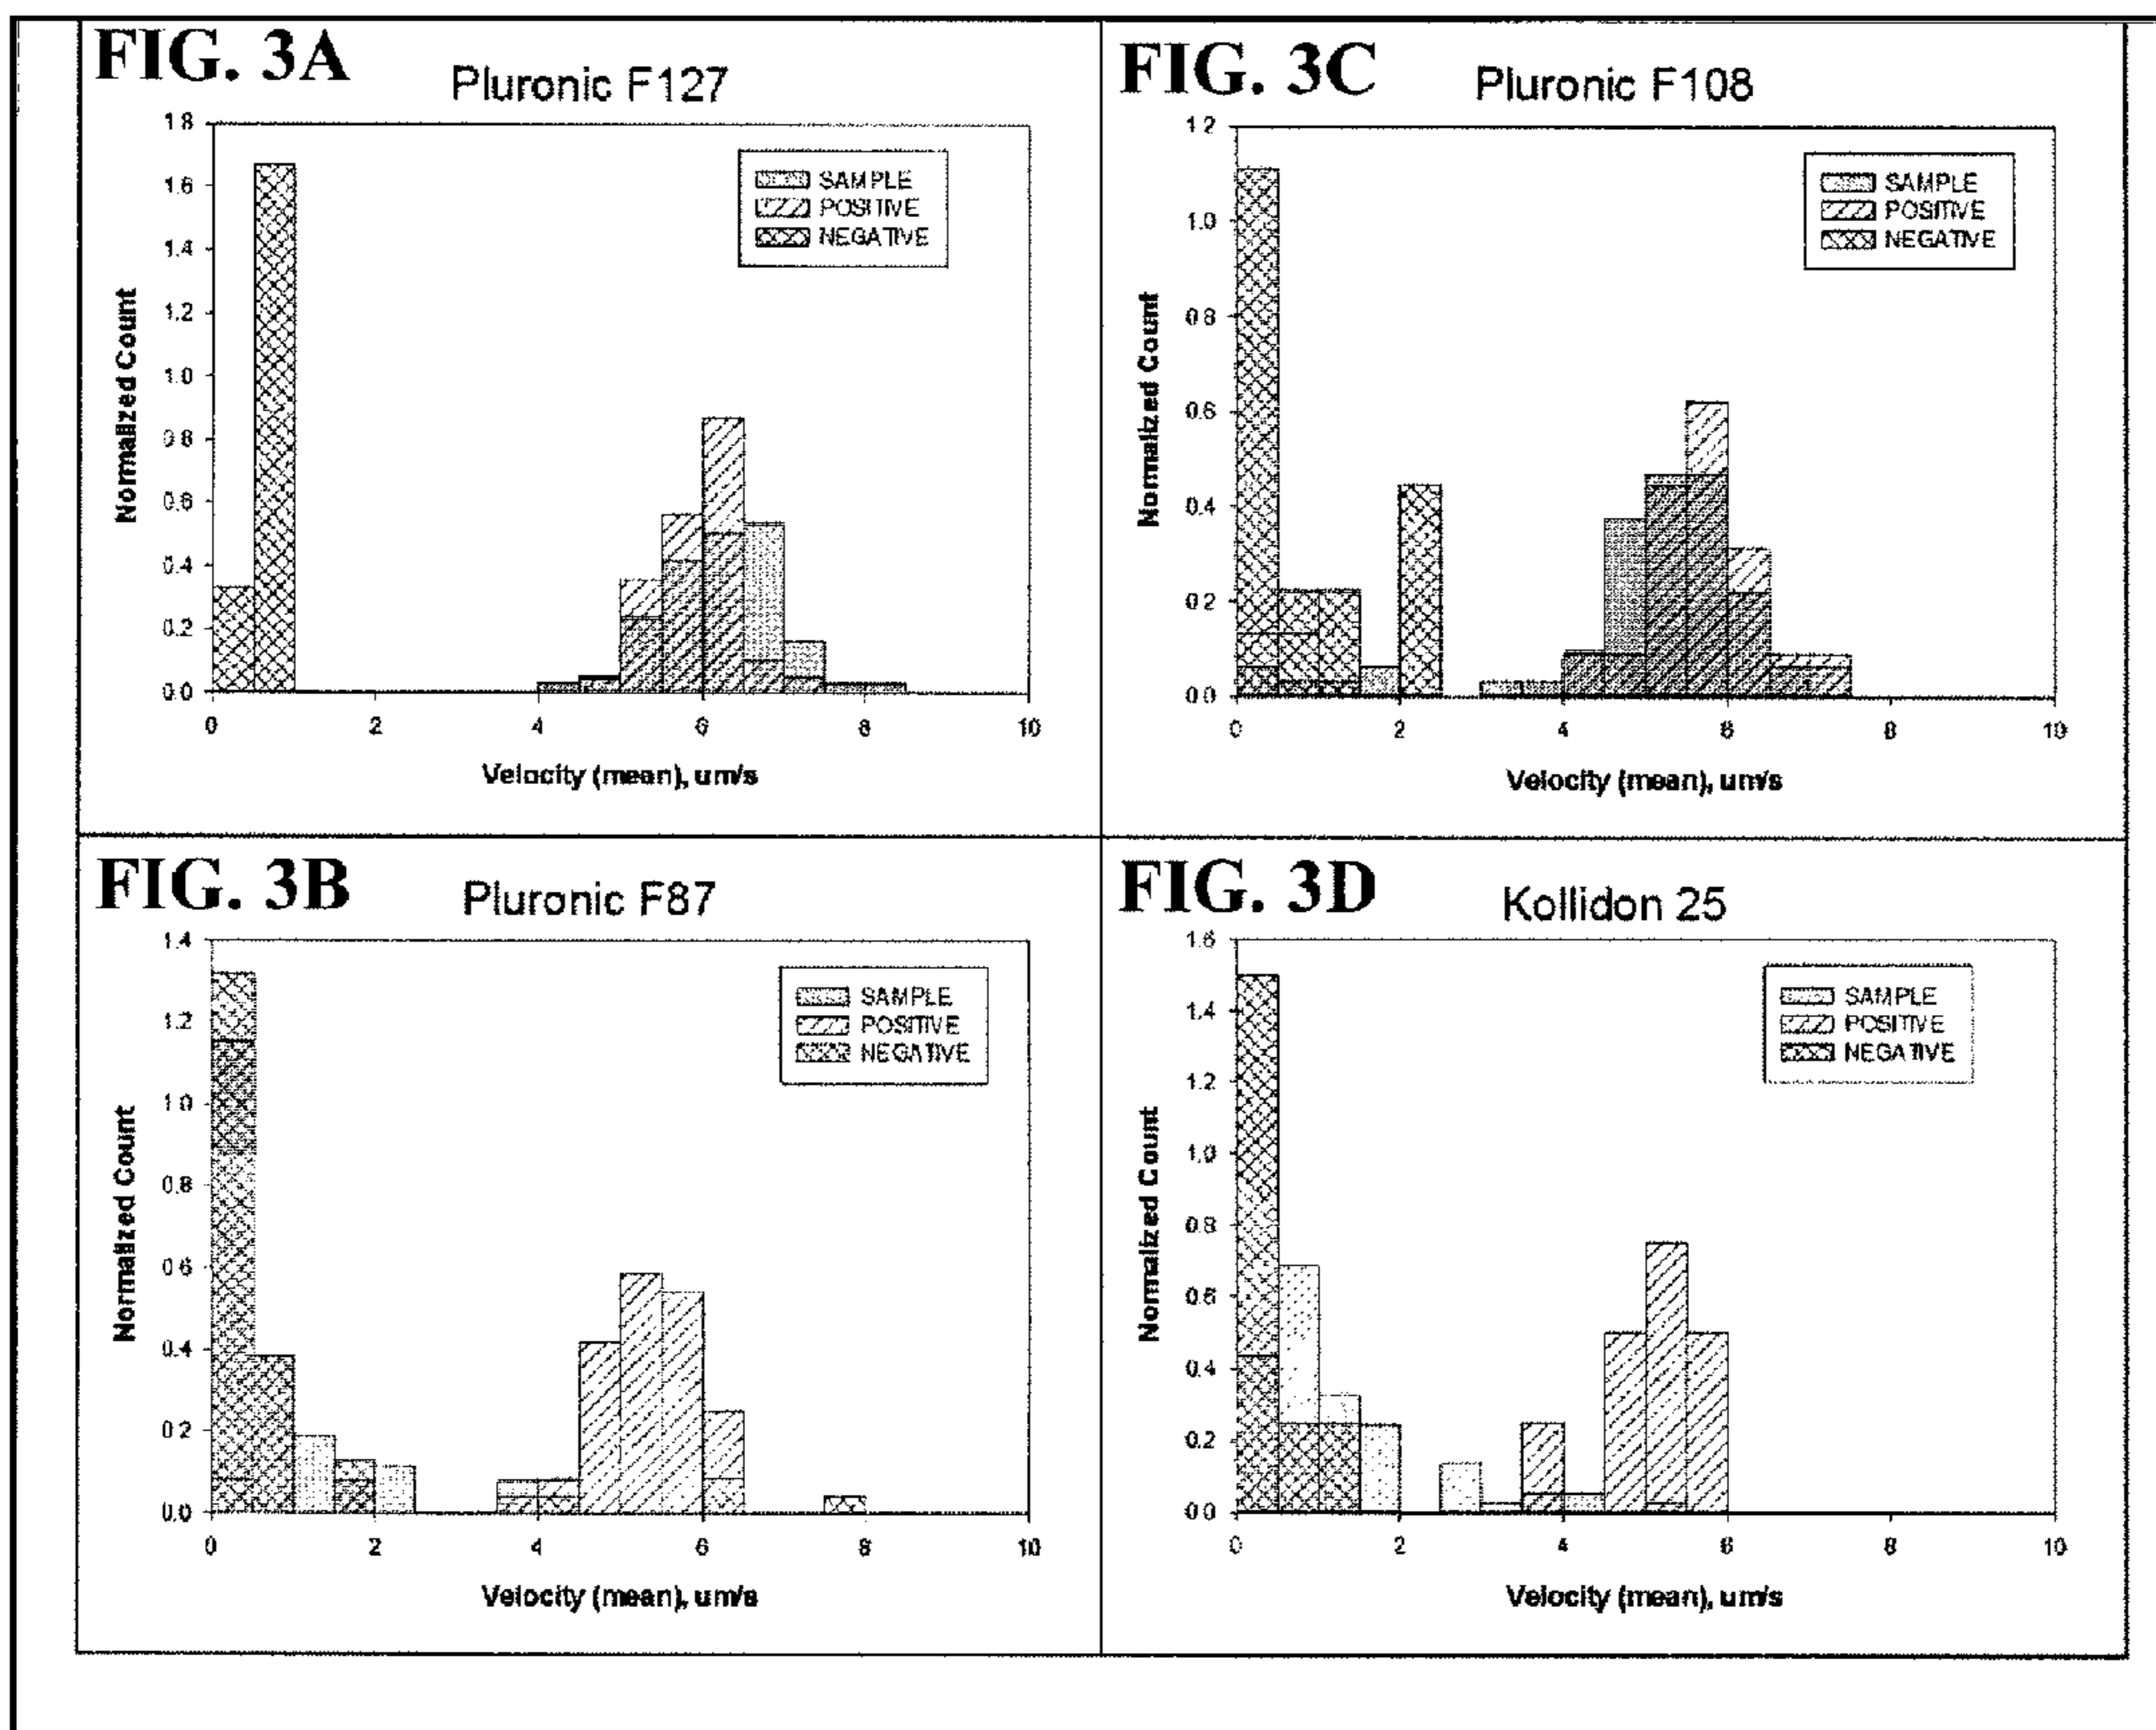 FIG. 3A
Pluronic F127
1.8
1.6
1.4
1.2
1.0
0.8
0.6
0.4
0.2
0.0
Normalized Count
SAMPLE
POSITIVE
NEGATIVE
0 2 4 6 8 10
Velocity (mean), um/s
FIG. 3C
Pluronic F108
1.2
1.0
0.8
0.6
0.4
0.2
0.0
Normalized Count
SAMPLE
POSITIVE
NEGATIVE
0 2 4 6 8 10
Velocity (mean), um/s
FIG. 3B
Pluronic F87
1.4
1.2
1.0
0.8
0.6
0.4
0.2
0.0
Normalized Count
SAMPLE
POSITIVE
NEGATIVE
0 2 4 6 8 10
Velocity (mean), um/s
FIG. 3D
Kollidon 25
1.6
1.4
1.2
1.0
0.8
0.6
0.4
0.2
0.0
Normalized Count
SAMPLE
POSITIVE
NEGATIVE
0 2 4 6 8 10
Velocity (mean), um/s